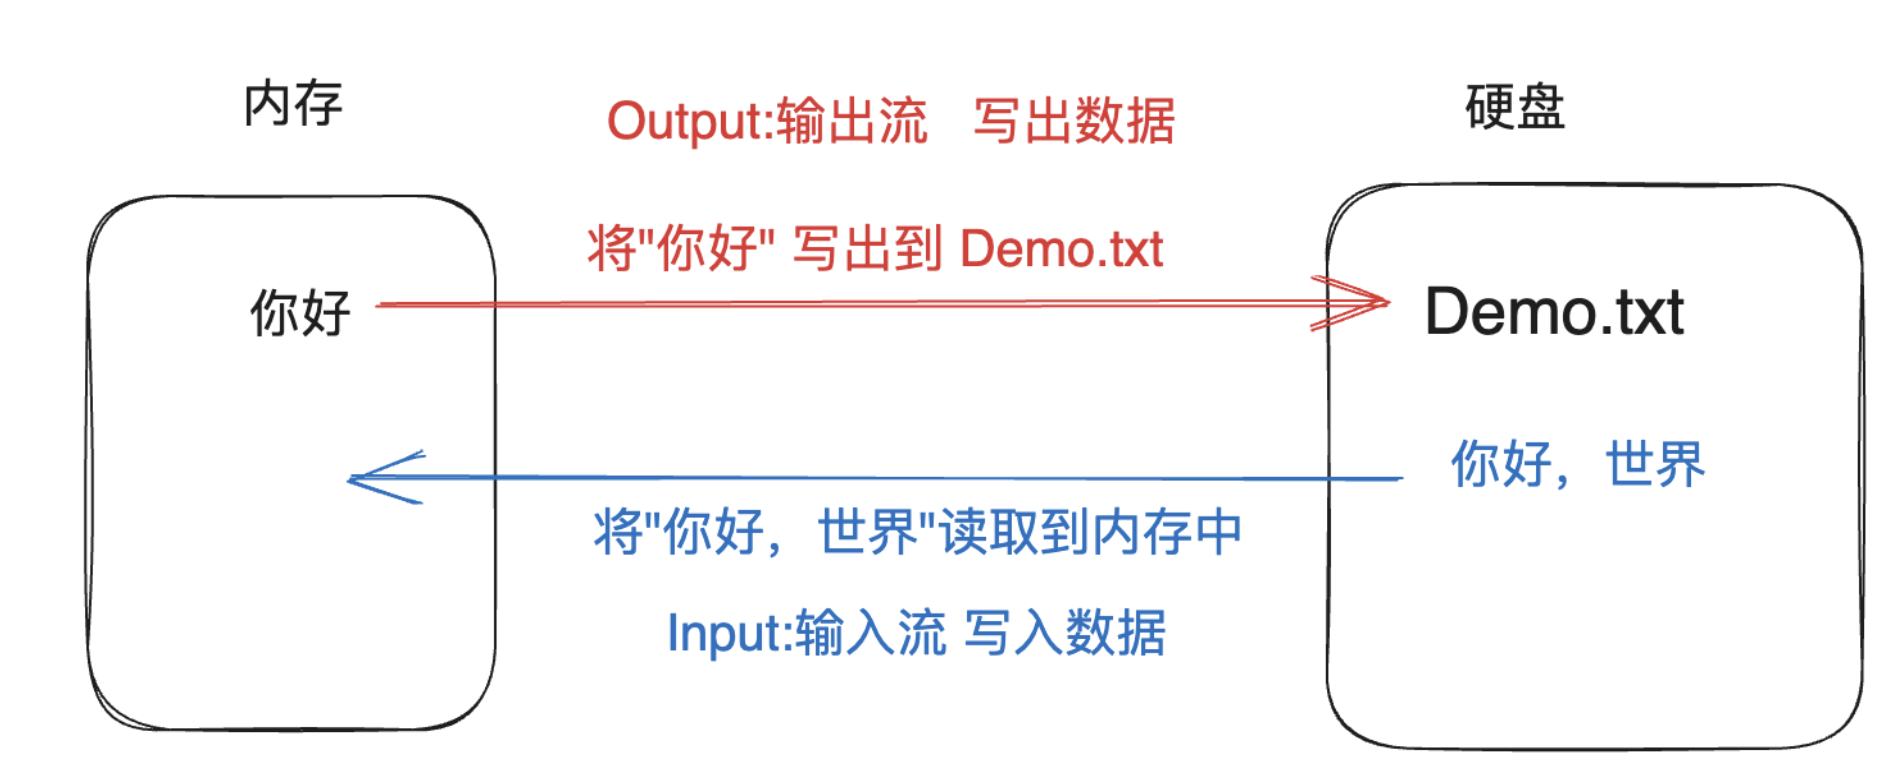 内存
Output:输出流 写出数据
硬盘
将"你好" 写出到 Demo.txt
你好
Demo.txt
你好，世界
将"你好，世界"读取到内存中
Input:输入流 写入数据